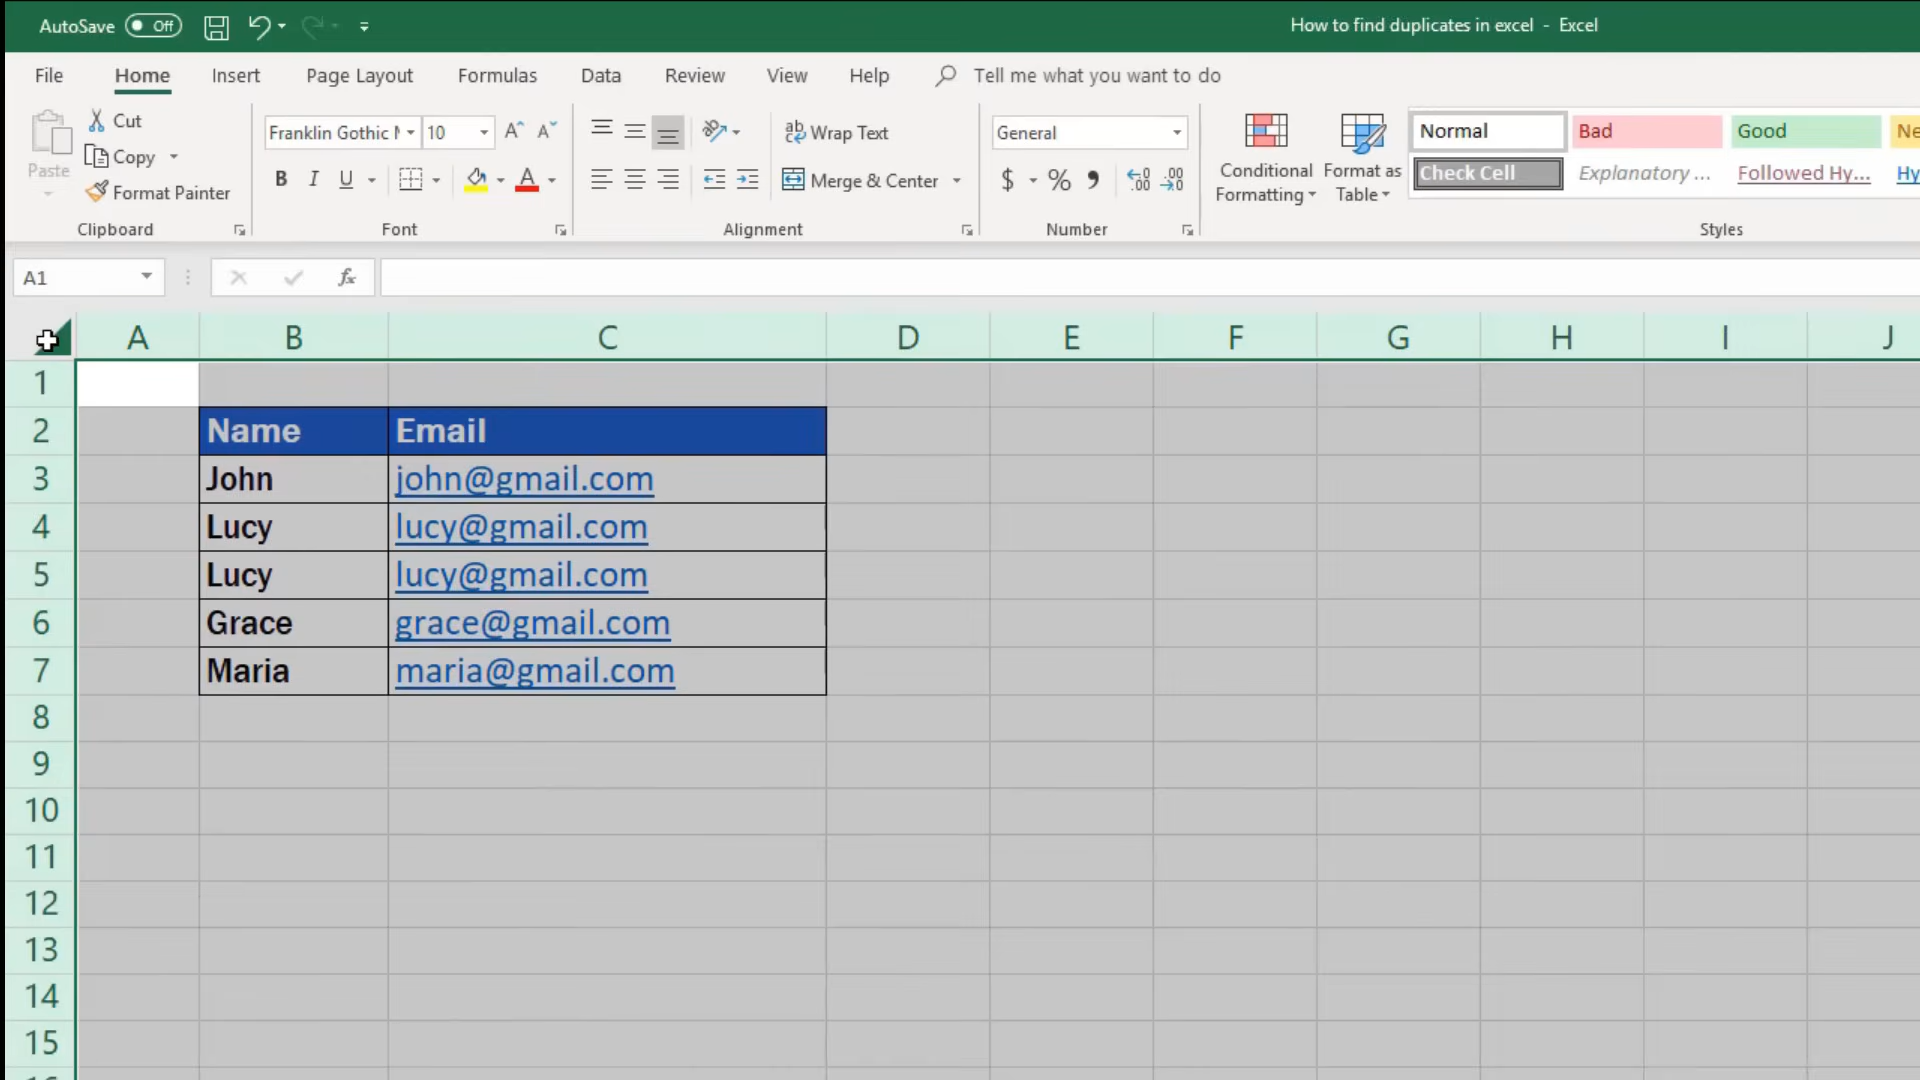 AutoSave Off
How to find duplicates in excel - Excel
File Home Insert Page Layout Formulas Data Review View Help Tell me what you want to do
Paste
Cut
Copy
Format Painter
Clipboard
Franklin Gothic M 10
B I U
Font
Wrap Text
Merge & Center
Alignment
General
$ % , .00 .00
Number
Conditional Formatting
Format as Table
Normal Bad Good Ne
Check Cell Explanatory ... Followed Hy... Hy
Styles
A1 fx
A B C D E F G H I J
1
2 Name Email
3 John john@gmail.com
4 Lucy lucy@gmail.com
5 Lucy lucy@gmail.com
6 Grace grace@gmail.com
7 Maria maria@gmail.com
8
9
10
11
12
13
14
15